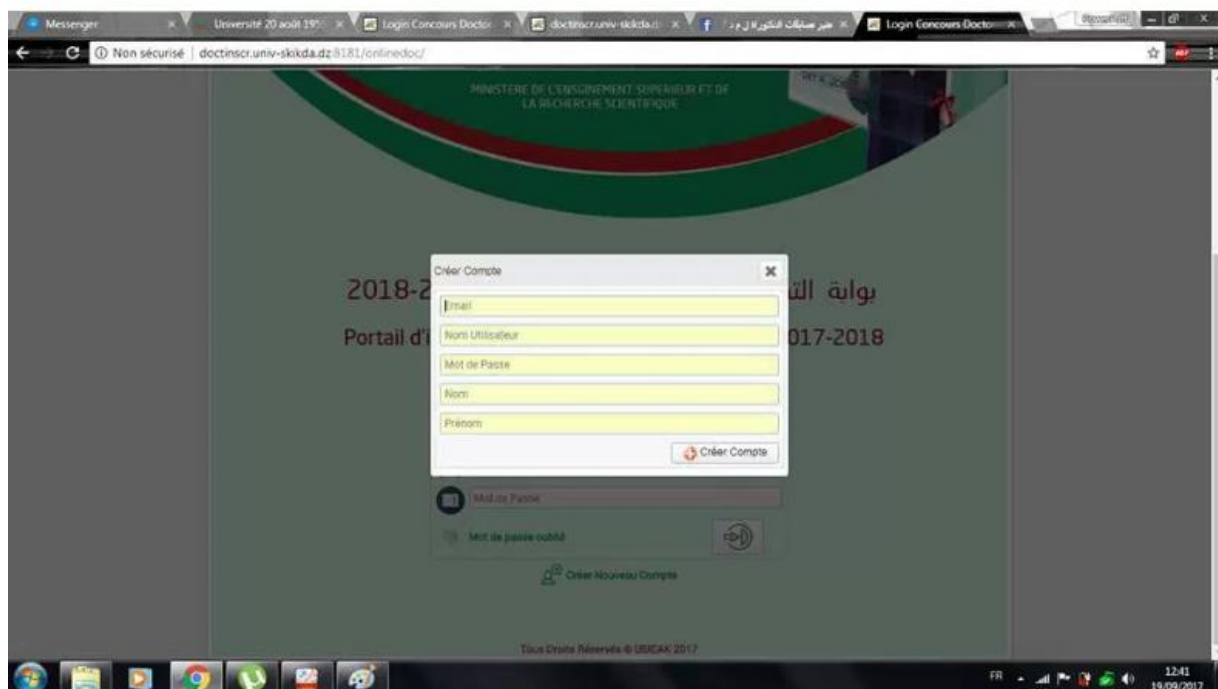 Messenger
Université 20 août 195
Login Concours Doctor
doctinscr.univ-skikda.d
Login Concours Doctor
Non sécurisé | doctinscr.univ-skikda.dz:8181/onlinedoc/
MINISTERE DE L'ENSGINEMENT SUPERIEUR ET DE
LA RECHERCHE SCIENTIFIQUE
بوابة الت
2018-2
Portail d'i
017-2018
Créer Compte
Email
Nom Utilisateur
Mot de Passe
Nom
Prénom
Créer Compte
Mot de Passe
Mot de passe oublié
Créer Nouveau Compte
Tous Droits Réservés © UDICAK 2017
FR
12:41
19/09/2017